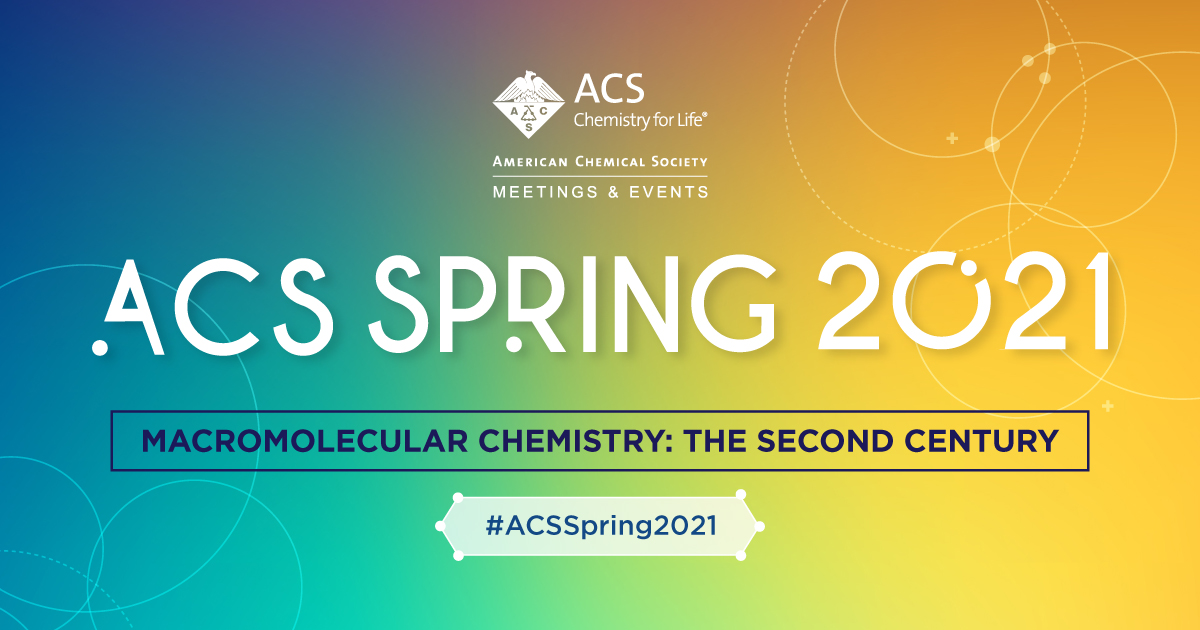 ACS
Chemistry for Life®
A C S
AMERICAN CHEMICAL SOCIETY
MEETINGS & EVENTS
ACS SPRING 2021
MACROMOLECULAR CHEMISTRY: THE SECOND CENTURY
#ACSSpring2021